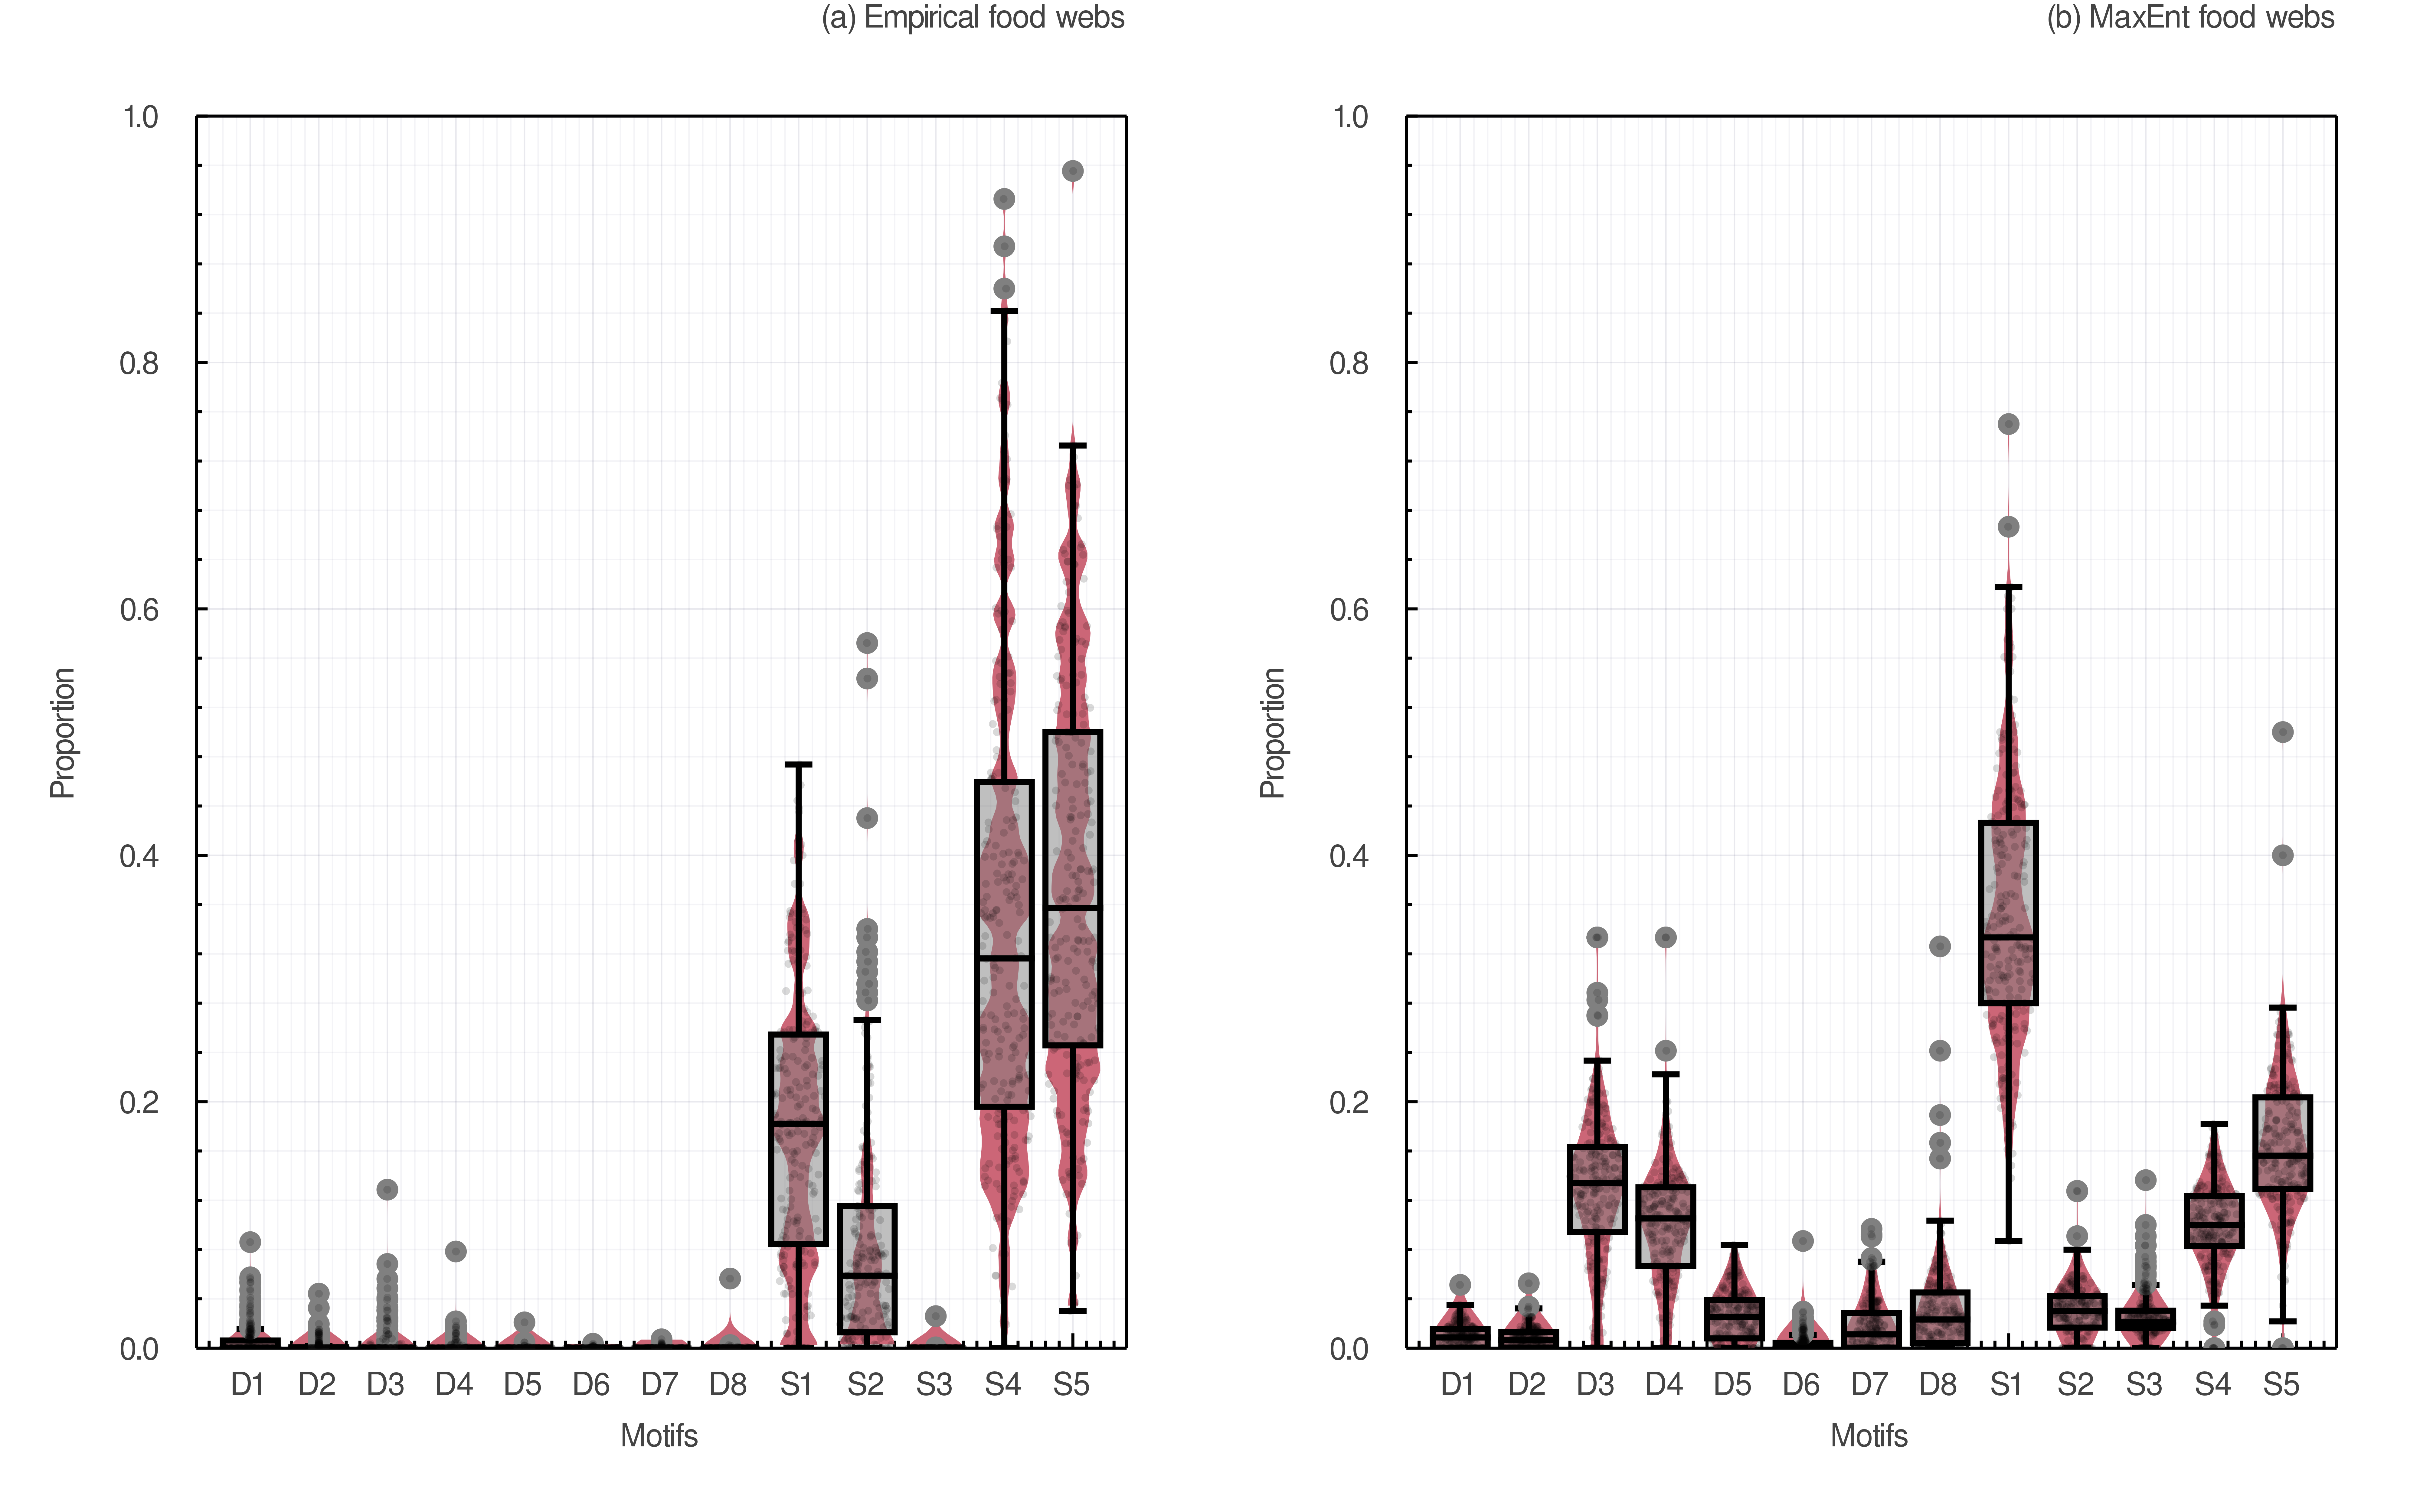 (a) Empirical food webs
1.0
0.8
0.6
0.4
0.2
0.0
Proportion
D1 D2 D3 D4 D5 D6 D7 D8 S1 S2 S3 S4 S5
Motifs
(b) MaxEnt food webs
1.0
0.8
0.6
0.4
0.2
0.0
Proportion
D1 D2 D3 D4 D5 D6 D7 D8 S1 S2 S3 S4 S5
Motifs